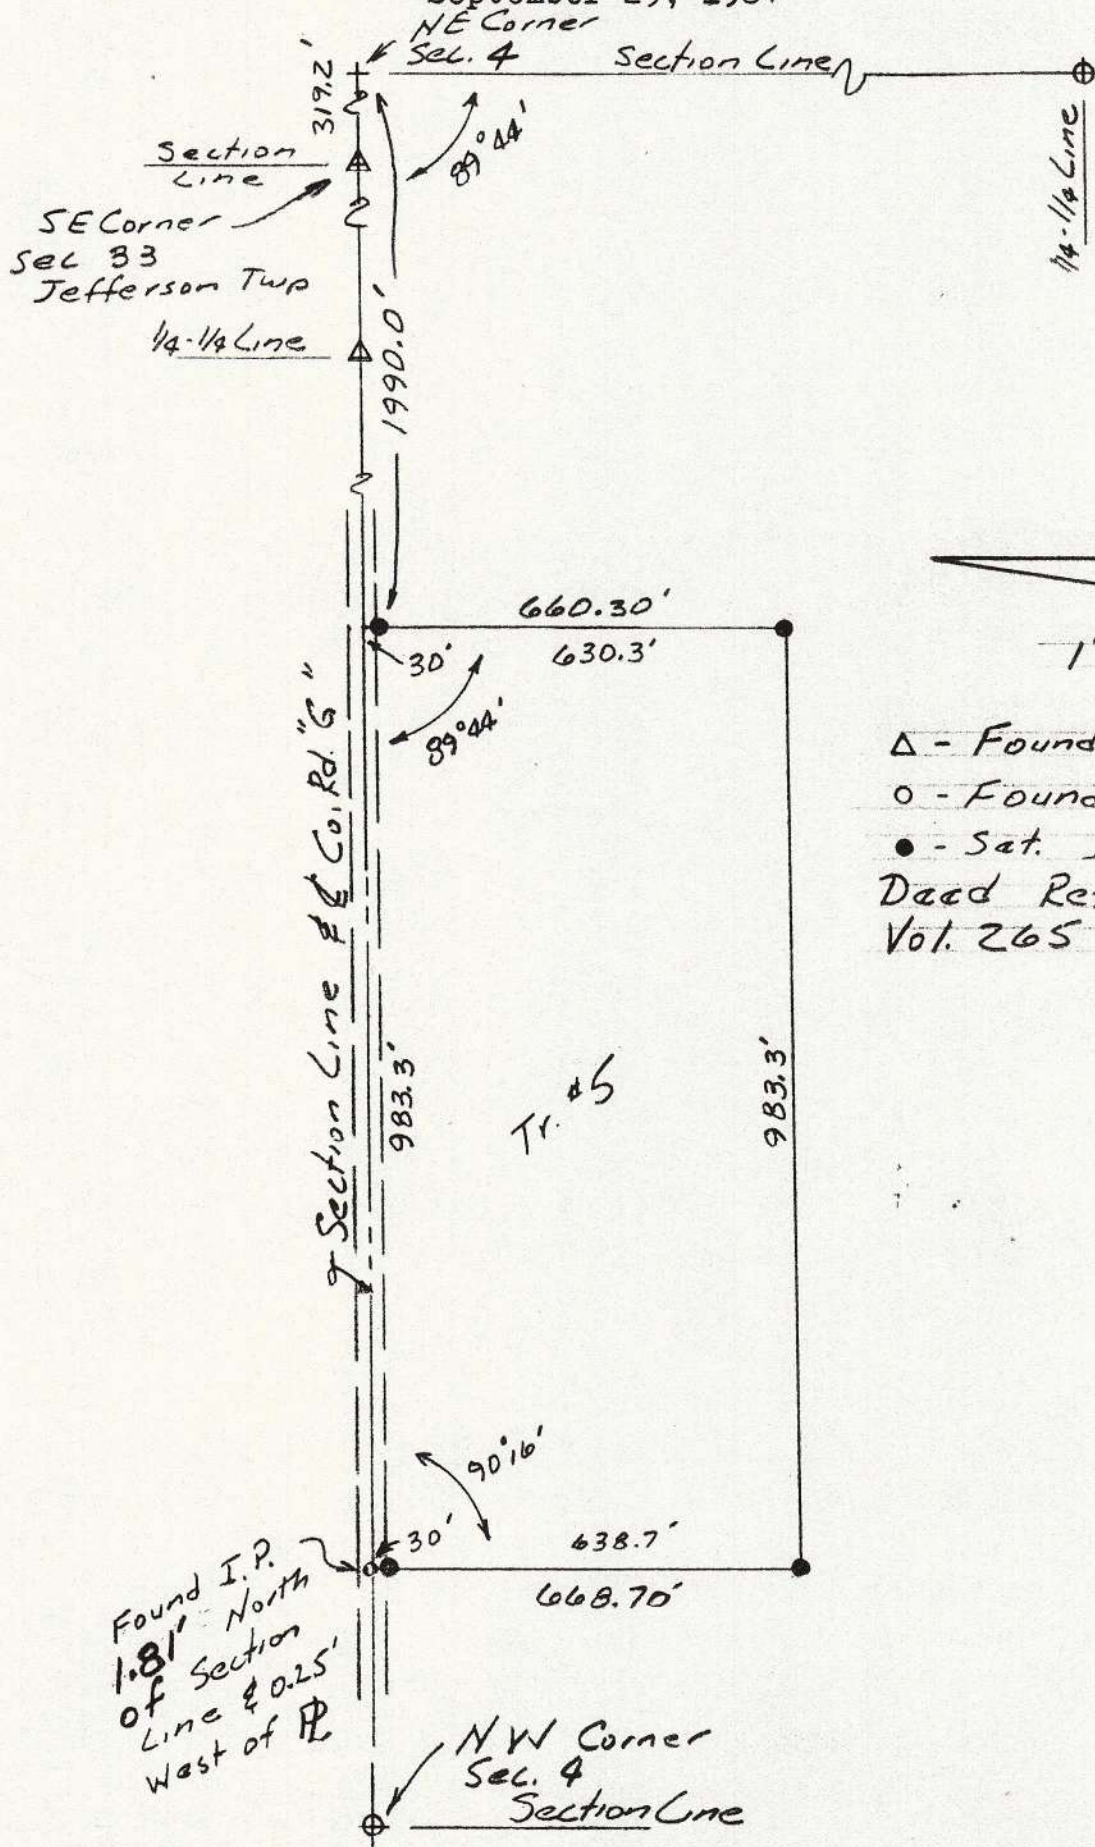 NE Corner
Sec. 4
Section Line
319.2'
89°44'
Section
Line
SE Corner
Sec 33
Jefferson Twp
1/4-1/4 Line
1/4-1/4 Line
1990.0'
660.30'
630.3'
30'
89°44'
1"
Δ - Found
○ - Found
● - Set.
Deed
Vol. 265
Section Line & ℄ Co. Rd. "G"
983.3'
Tr. #5
983.3'
90°16'
30'
638.7'
668.70'
Found I.P.
1.81' North
of Section
Line & 0.25'
West of ℙL
NW Corner
Sec. 4
Section Line